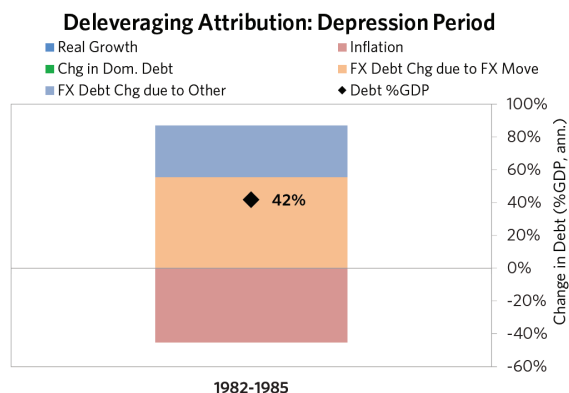 Deleveraging Attribution: Depression Period
Real Growth Inflation
Chg in Dom. Debt FX Debt Chg due to FX Move
FX Debt Chg due to Other Debt %GDP
100%
80%
60%
40%
20%
0%
-20%
-40%
-60%
Change in Debt (%GDP, ann.)
42%
1982-1985